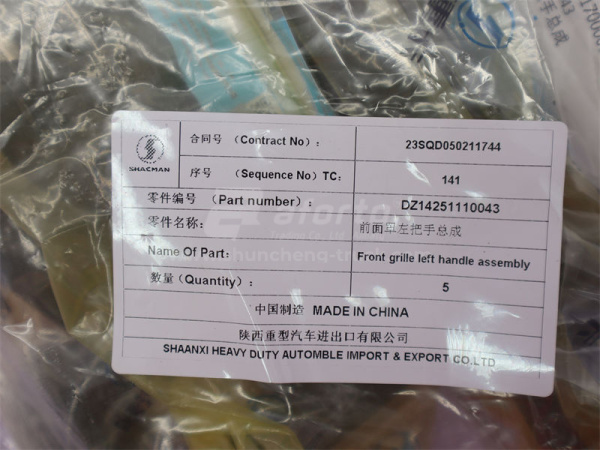 SHACMAN
合同号 （Contract No）： 23SQD050211744
序号 （Sequence No）TC： 141
零件编号 （Part number）： DZ14251110043
零件名称： 前面罩左把手总成
Name Of Part: Front grille left handle assembly
数量（Quantity）： 5
中国制造 MADE IN CHINA
陕西重型汽车进出口有限公司
SHAANXI HEAVY DUTY AUTOMBLE IMPORT & EXPORT CO.LTD
手总成